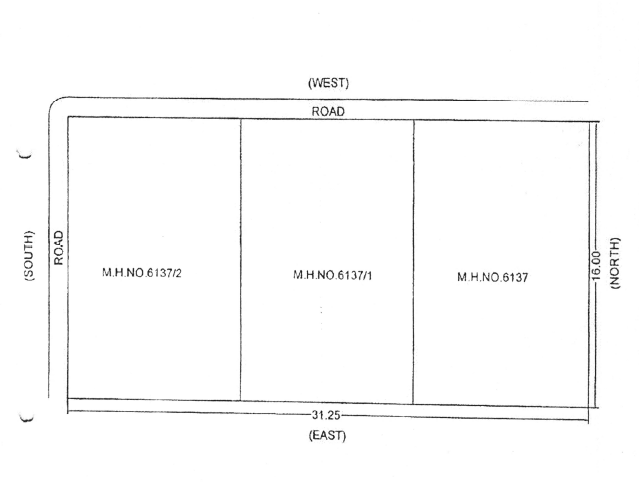 (WEST)
ROAD
(SOUTH)
ROAD
M.H.NO.6137/2
M.H.NO.6137/1
M.H.NO.6137
16.00
(NORTH)
31.25
(EAST)